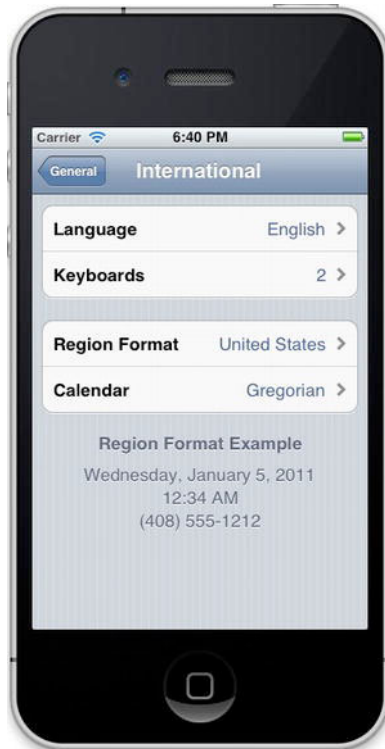 Carrier 6:40 PM
General International
Language English
Keyboards 2
Region Format United States
Calendar Gregorian
Region Format Example
Wednesday, January 5, 2011
12:34 AM
(408) 555-1212